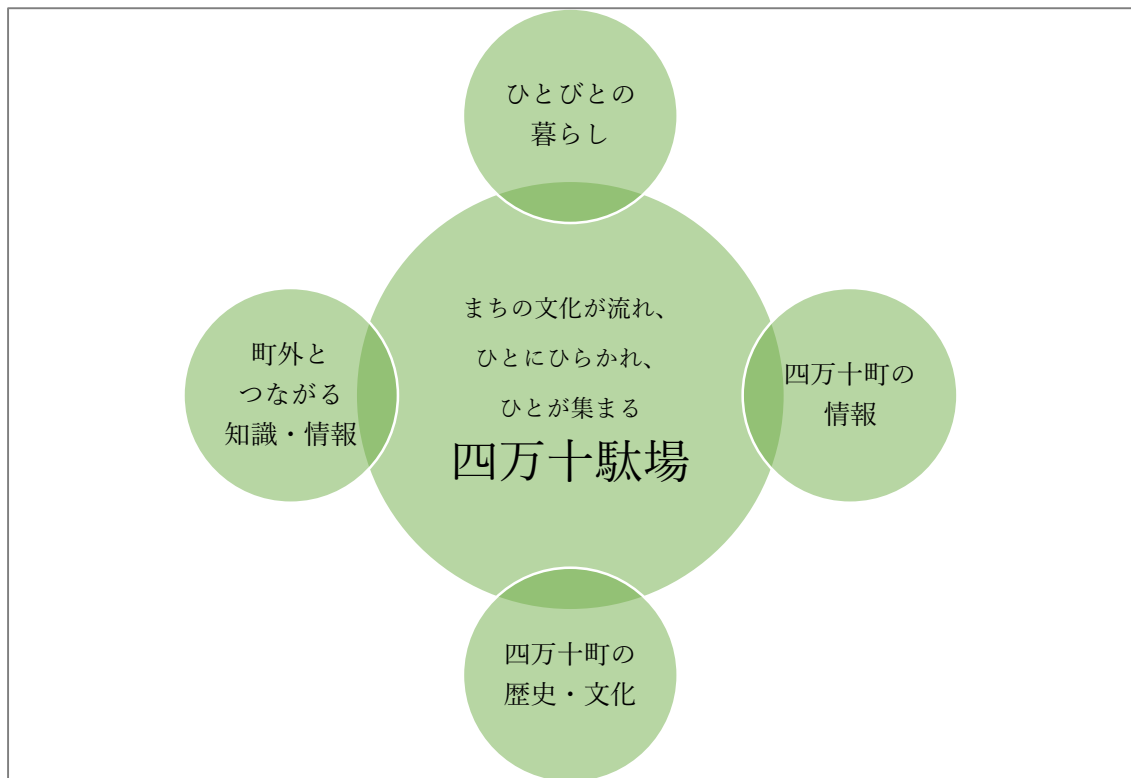 ひとびとの
暮らし
まちの文化が流れ、
ひとにひらかれ、
ひとが集まる
四万十駄場
町外と
つながる
知識・情報
四万十町の
情報
四万十町の
歴史・文化